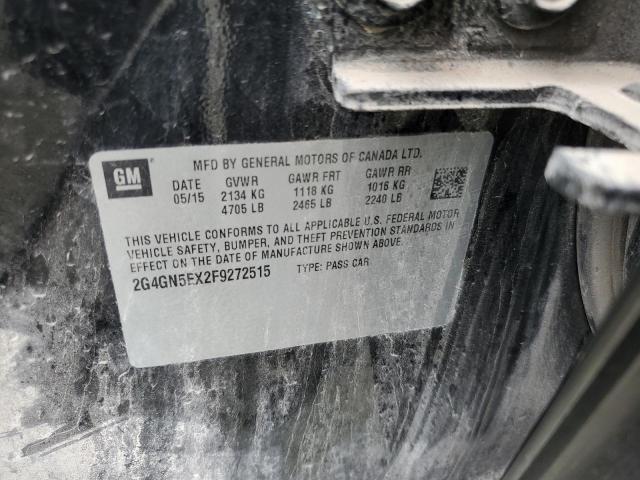 MFD BY GENERAL MOTORS OF CANADA LTD.
GM
DATE GVWR GAWR FRT GAWR RR
05/15 2134 KG 1118 KG 1016 KG
4705 LB 2465 LB 2240 LB
THIS VEHICLE CONFORMS TO ALL APPLICABLE U.S. FEDERAL MOTOR
VEHICLE SAFETY, BUMPER, AND THEFT PREVENTION STANDARDS IN
EFFECT ON THE DATE OF MANUFACTURE SHOWN ABOVE.
2G4GN5EX2F9272515 TYPE: PASS CAR